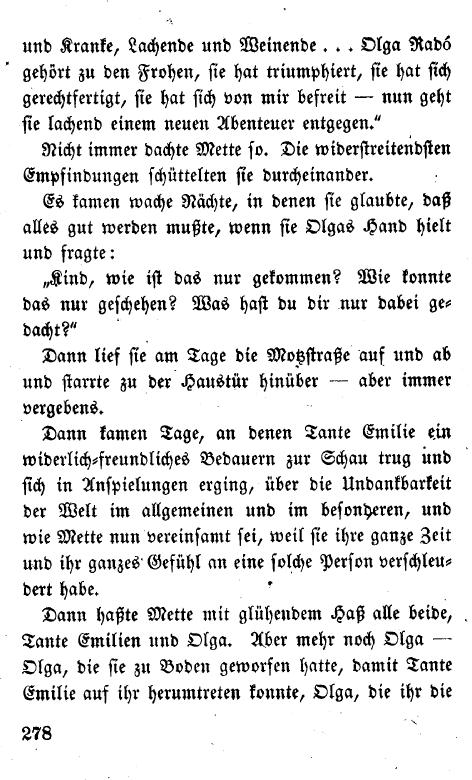 und Kranke, Lachende und Weinende . . . Olga Radó
gehört zu den Frohen, sie hat triumphiert, sie hat sich
gerechtfertigt, sie hat sich von mir befreit — nun geht
sie lachend einem neuen Abenteuer entgegen.“
Nicht immer dachte Mette so. Die widerstreitendsten
Empfindungen schüttelten sie durcheinander.
Es kamen wache Nächte, in denen sie glaubte, daß
alles gut werden mußte, wenn sie Olgas Hand hielt
und fragte:
„Kind, wie ist das nur gekommen? Wie konnte
das nur geschehen? Was hast du dir nur dabei ge-
dacht?“
Dann lief sie am Tage die Motzstraße auf und ab
und starrte zu der Haustür hinüber — aber immer
vergebens.
Dann kamen Tage, an denen Tante Emilie ein
widerlich-freundliches Bedauern zur Schau trug und
sich in Anspielungen erging, über die Undankbarkeit
der Welt im allgemeinen und im besonderen, und
wie Mette nun vereinsamt sei, weil sie ihre ganze Zeit
und ihr ganzes Gefühl an eine solche Person verschleu-
dert habe.
Dann haßte Mette mit glühendem Haß alle beide,
Tante Emilien und Olga. Aber mehr noch Olga —
Olga, die sie zu Boden geworfen hatte, damit Tante
Emilie auf ihr herumtreten konnte, Olga, die ihr die
278